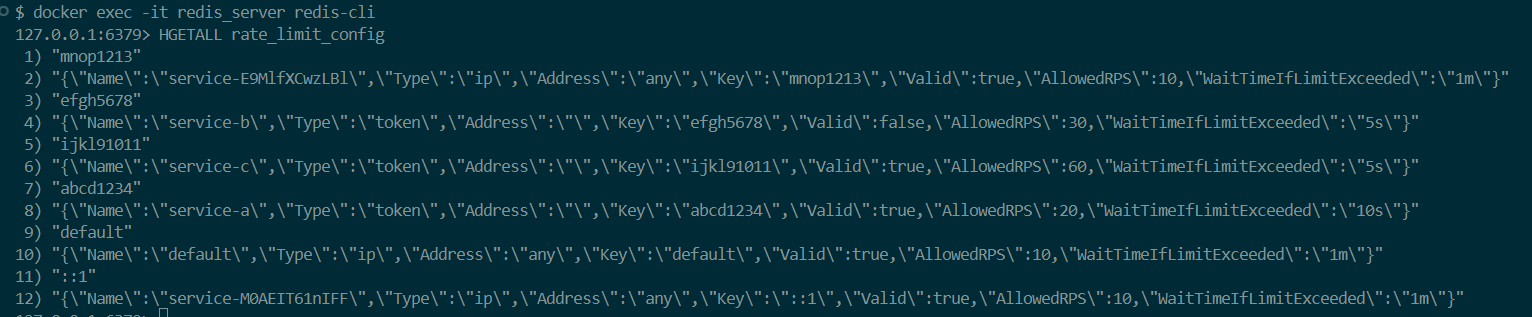 $ docker exec -it redis_server redis-cli
127.0.0.1:6379> HGETALL rate_limit_config
1) "mnop1213"
2) "{\"Name\":\"service-E9MlfXCwzLBl\",\"Type\":\"ip\",\"Address\":\"any\",\"Key\":\"mnop1213\",\"Valid\":true,\"AllowedRPS\":10,\"WaitTimeIfLimitExceeded\":\"1m\"}"
3) "efgh5678"
4) "{\"Name\":\"service-b\",\"Type\":\"token\",\"Address\":\"\",\"Key\":\"efgh5678\",\"Valid\":false,\"AllowedRPS\":30,\"WaitTimeIfLimitExceeded\":\"5s\"}"
5) "ijkl91011"
6) "{\"Name\":\"service-c\",\"Type\":\"token\",\"Address\":\"\",\"Key\":\"ijkl91011\",\"Valid\":true,\"AllowedRPS\":60,\"WaitTimeIfLimitExceeded\":\"5s\"}"
7) "abcd1234"
8) "{\"Name\":\"service-a\",\"Type\":\"token\",\"Address\":\"\",\"Key\":\"abcd1234\",\"Valid\":true,\"AllowedRPS\":20,\"WaitTimeIfLimitExceeded\":\"10s\"}"
9) "default"
10) "{\"Name\":\"default\",\"Type\":\"ip\",\"Address\":\"any\",\"Key\":\"default\",\"Valid\":true,\"AllowedRPS\":10,\"WaitTimeIfLimitExceeded\":\"1m\"}"
11) "::1"
12) "{\"Name\":\"service-M0AEIT61nIFF\",\"Type\":\"ip\",\"Address\":\"any\",\"Key\":\"::1\",\"Valid\":true,\"AllowedRPS\":10,\"WaitTimeIfLimitExceeded\":\"1m\"}"
127.0.0.1:6379>